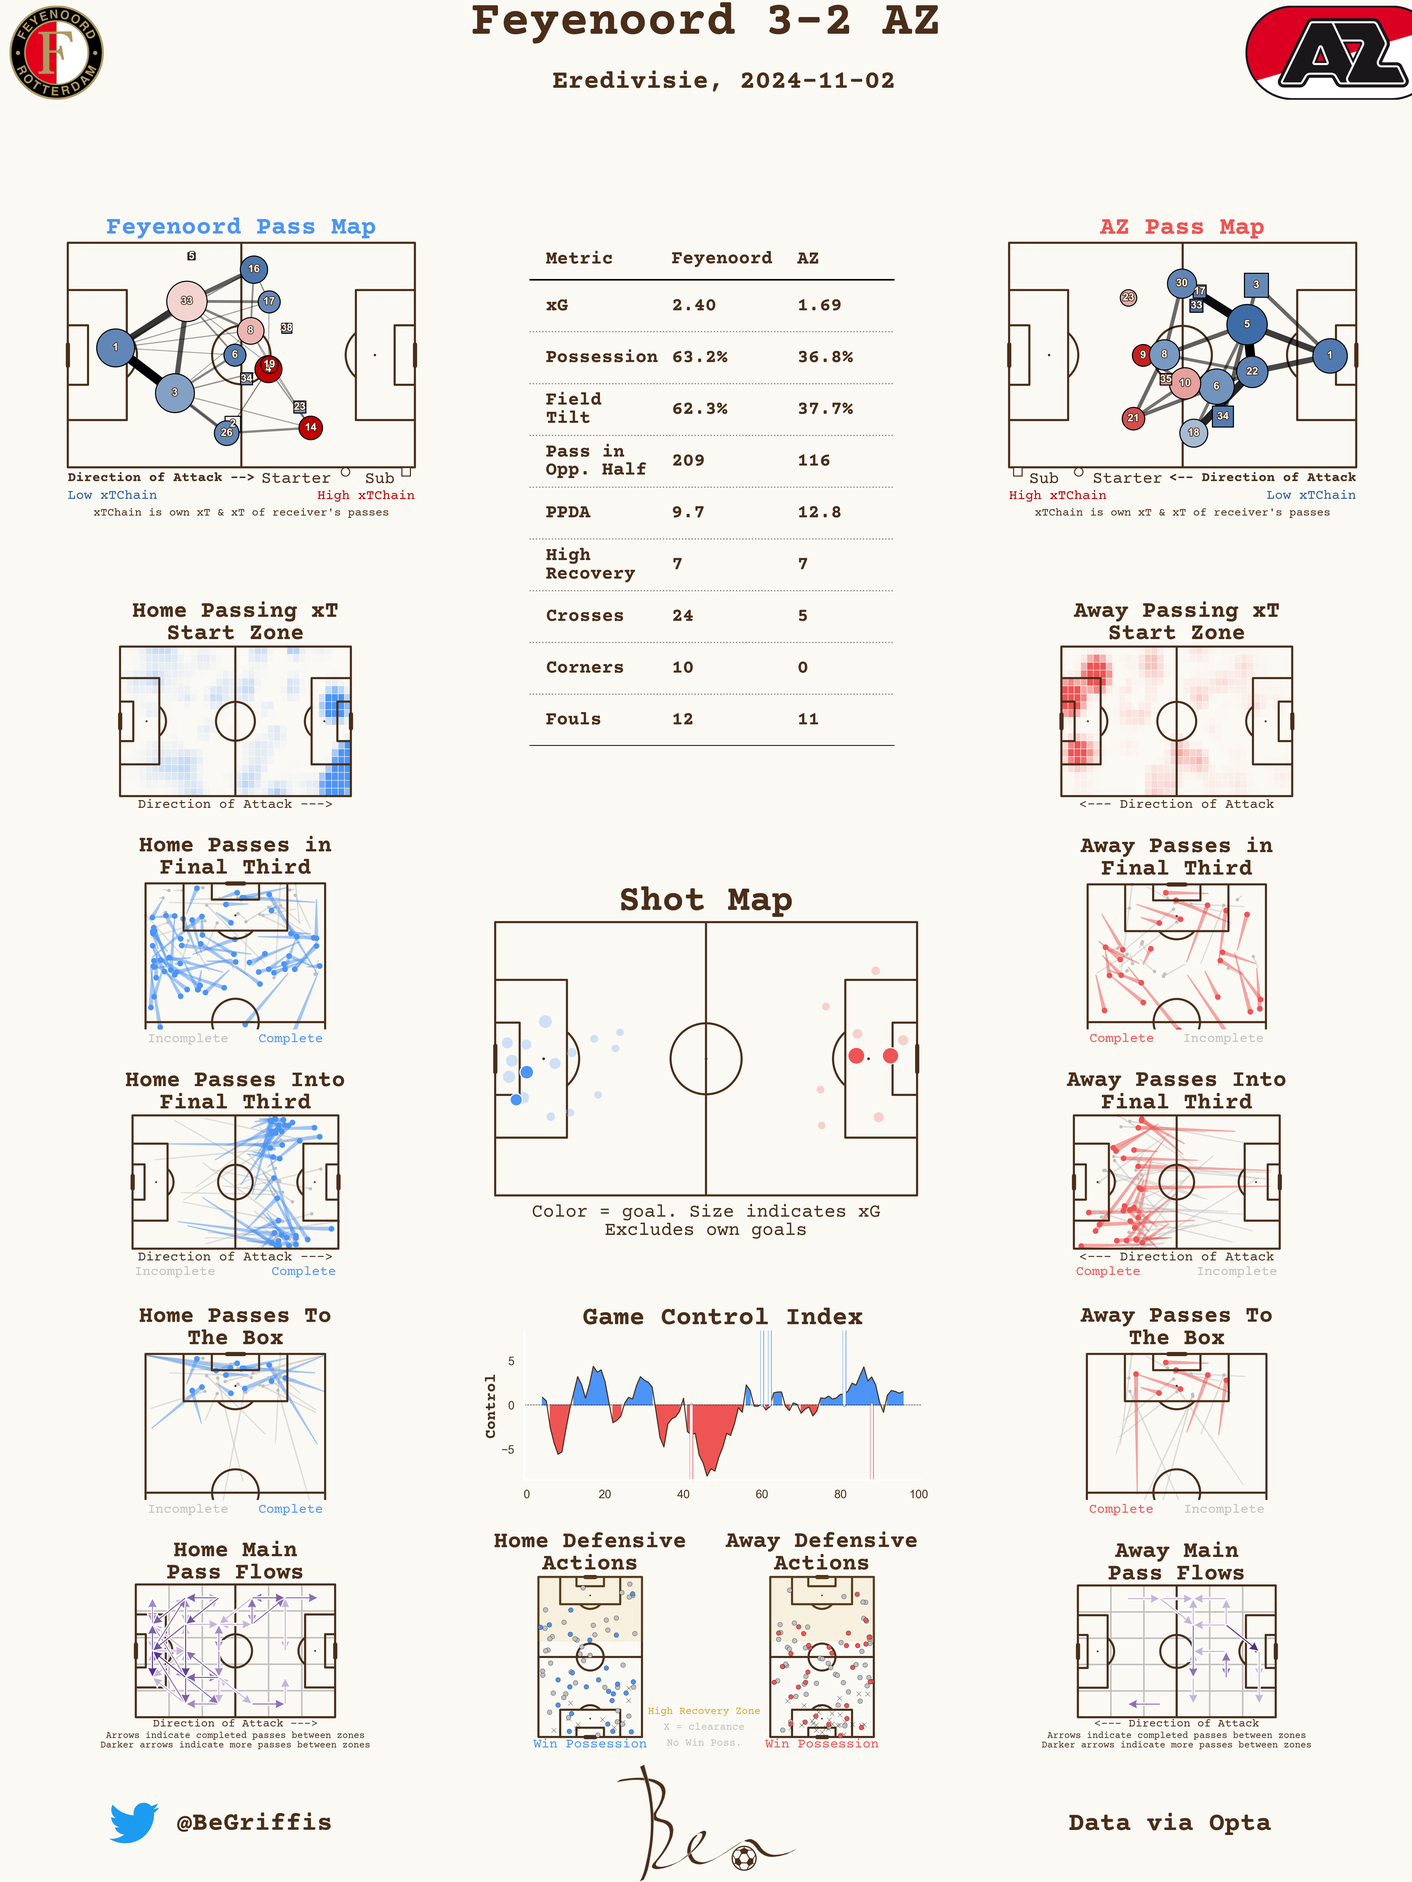 Feyenoord 3-2 AZ
Eredivisie, 2024-11-02
FEYENOORD
ROTTERDAM
F
AZ
Feyenoord Pass Map
5
16
33
17
8
38
1
6
19
34
3
23
2
26
14
Direction of Attack --> Starter Sub
Low xTChain High xTChain
xTChain is own xT & xT of receiver's passes
Metric Feyenoord AZ
xG 2.40 1.69
Possession 63.2% 36.8%
Field
Tilt 62.3% 37.7%
Pass in
Opp. Half 209 116
PPDA 9.7 12.8
High
Recovery 7 7
Crosses 24 5
Corners 10 0
Fouls 12 11
AZ Pass Map
30
17
3
23
33
5
9
8
1
35
10
6
22
21
34
18
Sub Starter <-- Direction of Attack
High xTChain Low xTChain
xTChain is own xT & xT of receiver's passes
Home Passing xT
Start Zone
Direction of Attack --->
Away Passing xT
Start Zone
<--- Direction of Attack
Home Passes in
Final Third
Incomplete Complete
Away Passes in
Final Third
Complete Incomplete
Shot Map
Color = goal. Size indicates xG
Excludes own goals
Home Passes Into
Final Third
Direction of Attack --->
Incomplete Complete
Away Passes Into
Final Third
<--- Direction of Attack
Complete Incomplete
Home Passes To
The Box
Incomplete Complete
Game Control Index
Control
5
0
−5
0 20 40 60 80 100
Away Passes To
The Box
Complete Incomplete
Home Main
Pass Flows
Direction of Attack --->
Arrows indicate completed passes between zones
Darker arrows indicate more passes between zones
Home Defensive
Actions
Win Possession
Away Defensive
Actions
Win Possession
High Recovery Zone
X = clearance
No Win Poss.
Away Main
Pass Flows
<--- Direction of Attack
Arrows indicate completed passes between zones
Darker arrows indicate more passes between zones
@BeGriffis
Ben
Data via Opta